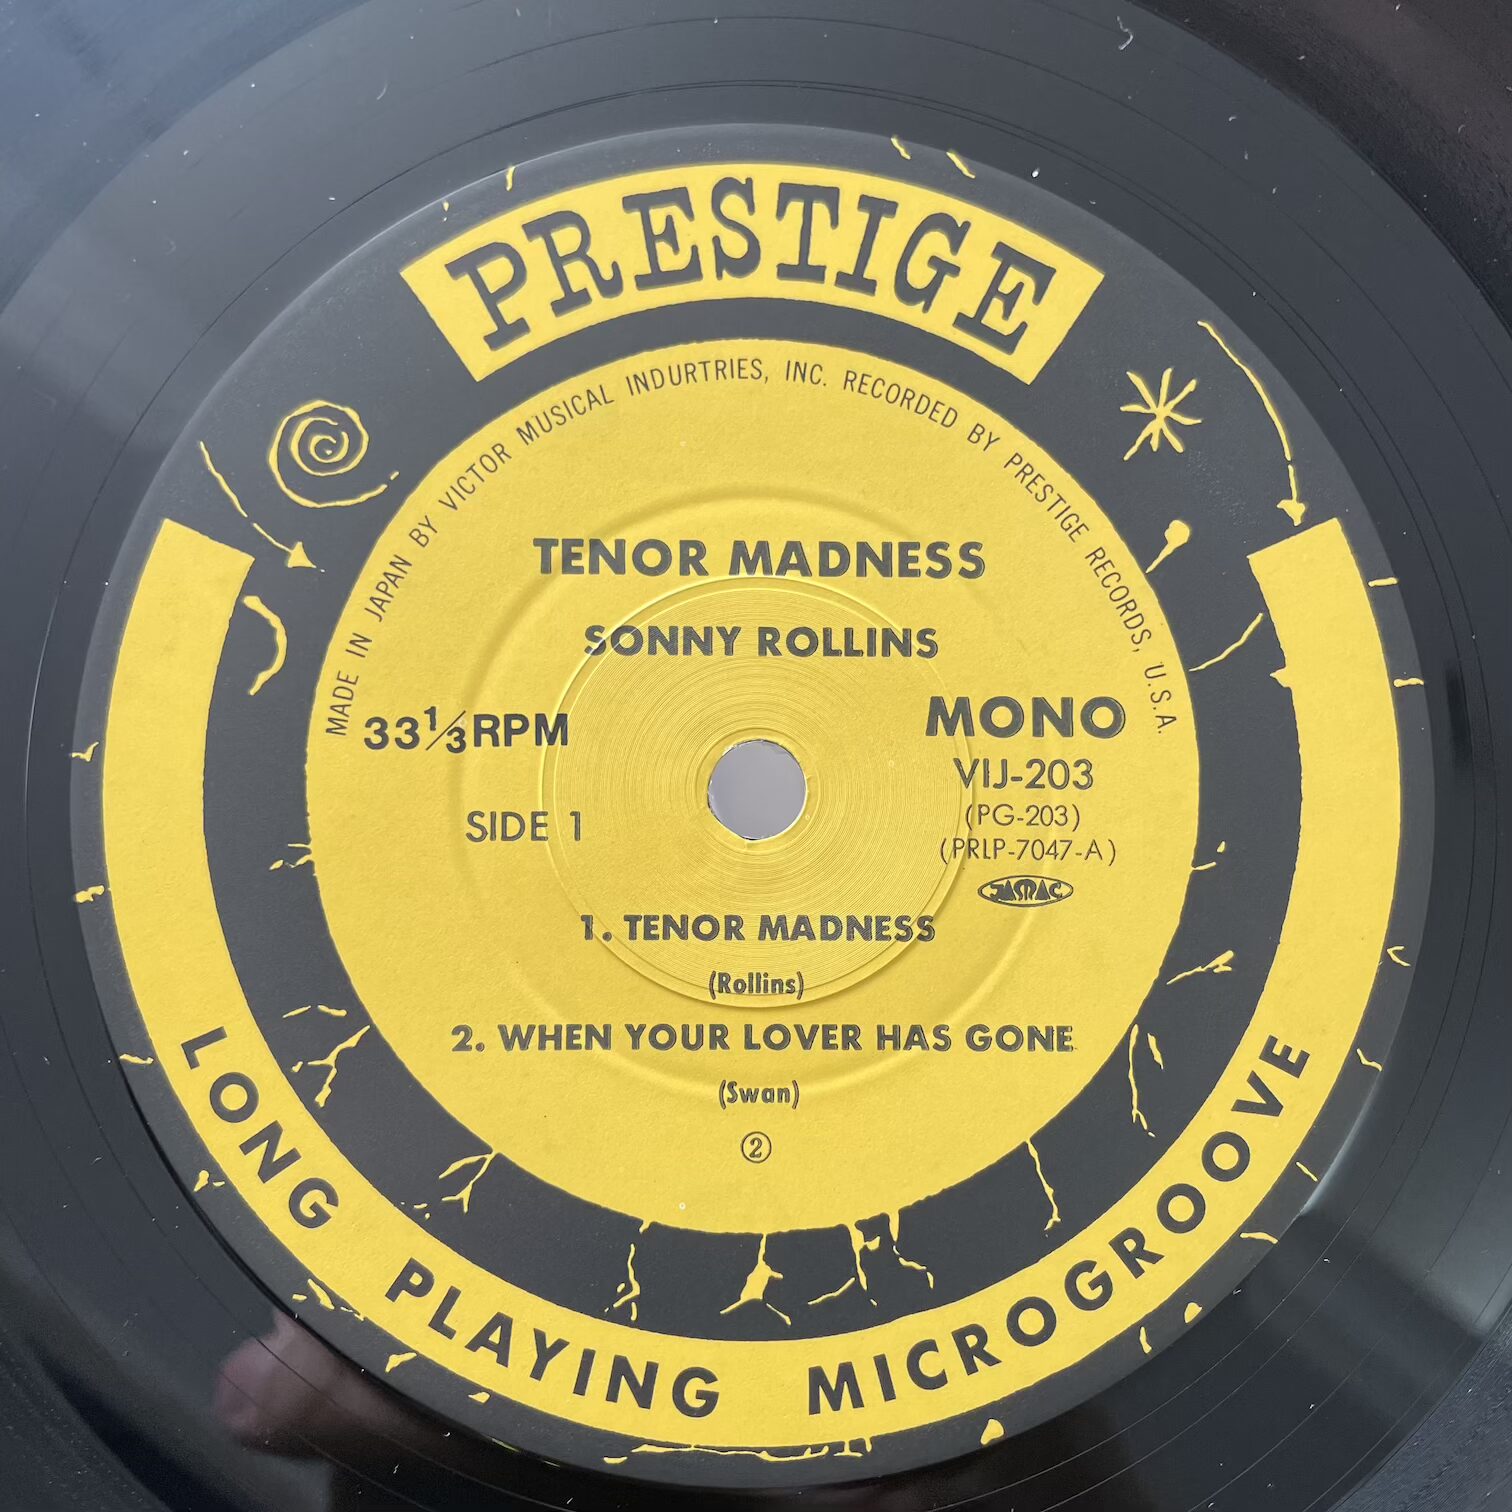 PRESTIGE
MADE IN JAPAN BY VICTOR MUSICAL INDURTRIES, INC. RECORDED BY PRESTIGE RECORDS, U.S.A.
TENOR MADNESS
SONNY ROLLINS
33⅓RPM
SIDE 1
MONO
VIJ-203
(PG-203)
(PRLP-7047-A)
JASRAC
1. TENOR MADNESS
(Rollins)
2. WHEN YOUR LOVER HAS GONE
(Swan)
②
LONG PLAYING MICROGROOVE